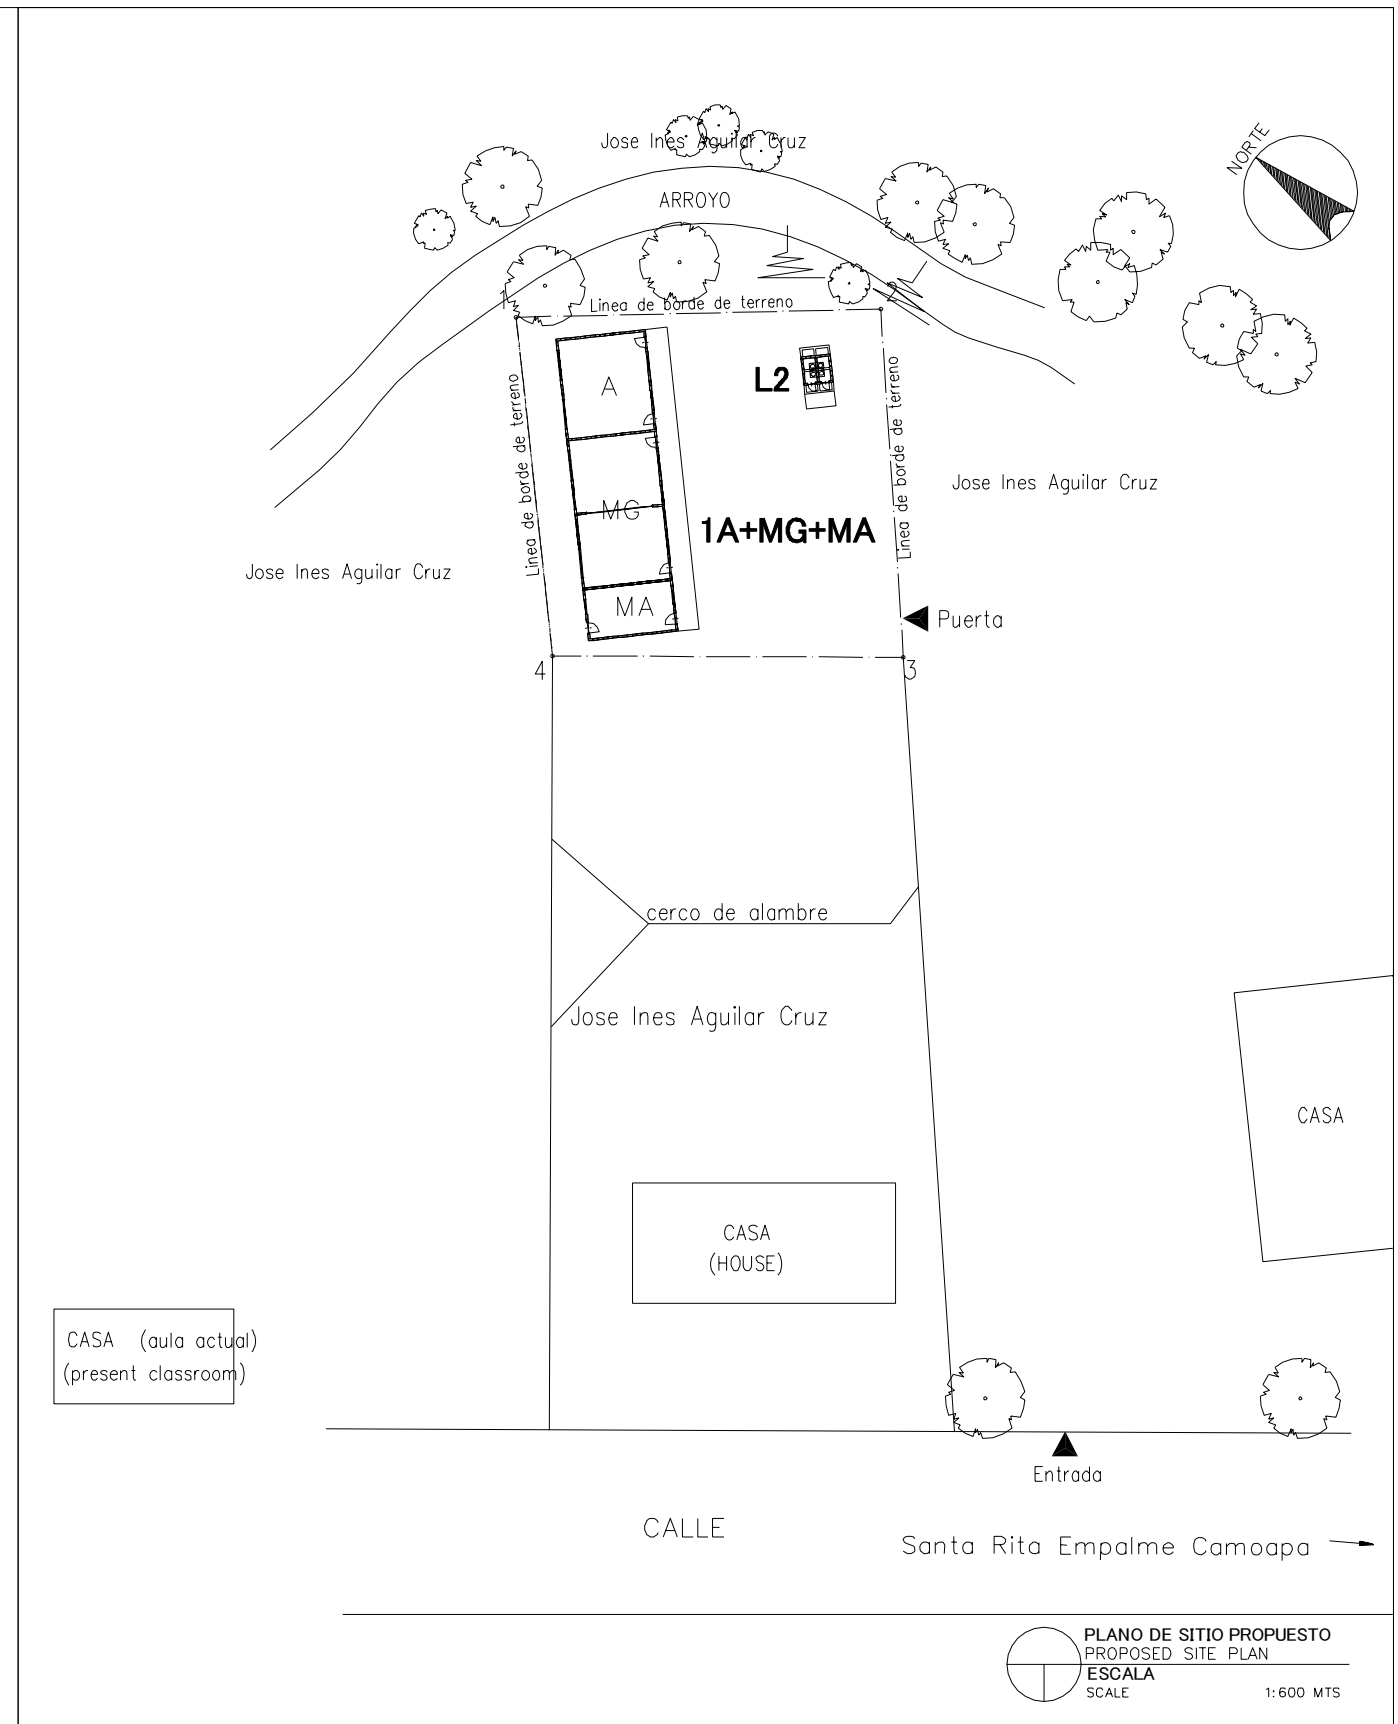 Jose Ines Aguilar Cruz
NORTE
ARROYO
1
2
Linea de borde de terreno
A
L2
Linea de borde de terreno
Linea de borde de terreno
Jose Ines Aguilar Cruz
MG
1A+MG+MA
Jose Ines Aguilar Cruz
MA
Puerta
4
3
cerco de alambre
Jose Ines Aguilar Cruz
CASA
CASA
(HOUSE)
CASA (aula actual)
(present classroom)
Entrada
CALLE
Santa Rita Empalme Camoapa
PLANO DE SITIO PROPUESTO
PROPOSED SITE PLAN
ESCALA
SCALE 1:600 MTS